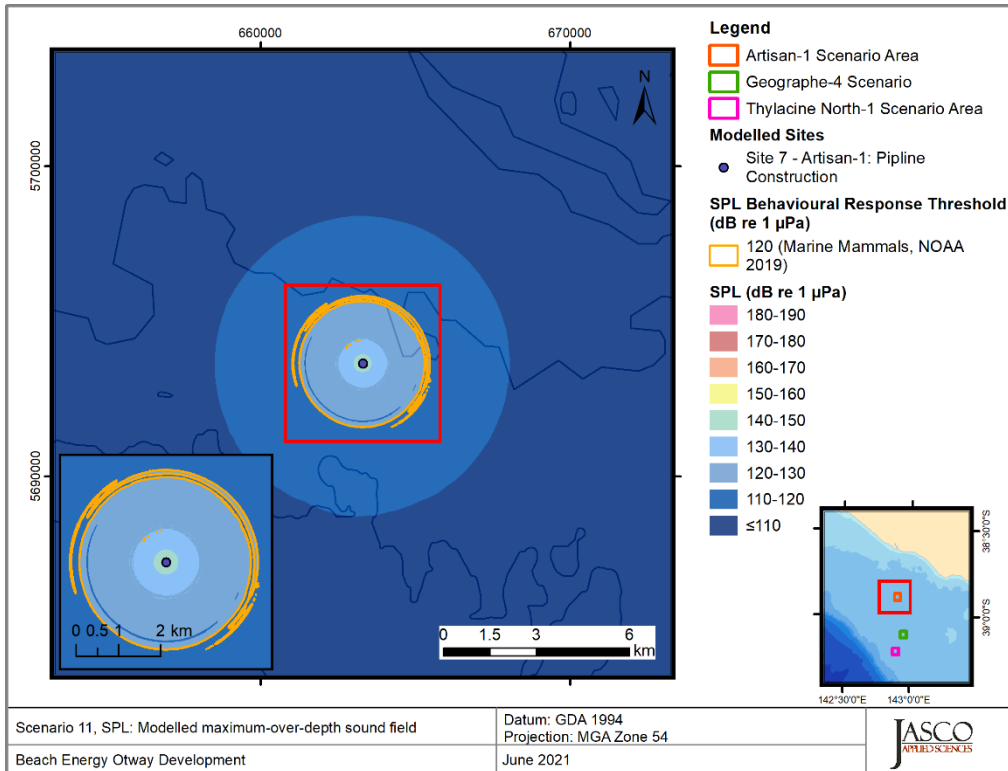 660000
670000
5700000
5690000
N
0 0.5 1 2 km
0 1.5 3 6
km
Legend
Artisan-1 Scenario Area
Geographe-4 Scenario
Thylacine North-1 Scenario Area
Modelled Sites
Site 7 - Artisan-1: Pipline
Construction
SPL Behavioural Response Threshold
(dB re 1 µPa)
120 (Marine Mammals, NOAA
2019)
SPL (dB re 1 µPa)
180-190
170-180
160-170
150-160
140-150
130-140
120-130
110-120
≤110
38°30'0"S
39°0'0"S
142°30'0"E
143°0'0"E
Scenario 11, SPL: Modelled maximum-over-depth sound field
Datum: GDA 1994
Projection: MGA Zone 54
Beach Energy Otway Development
June 2021
JASCO
APPLIED SCIENCES